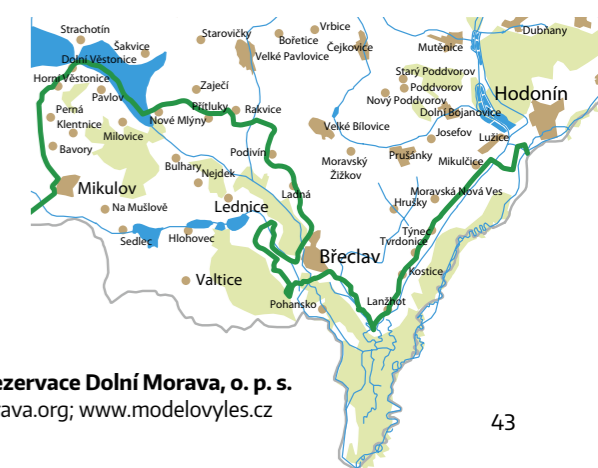 Strachotín
Starovičky
Vrbice
Dubňany
Šakvice
Bořetice
Čejkovice
Mutěnice
Dolní Věstonice
Velké Pavlovice
Horní Věstonice
Zaječí
Starý Poddvorov
Pavlov
Poddvorov
Hodonín
Perná
Přítluky
Rakvice
Nový Poddvorov
Dolní Bojanovice
Klentnice
Nové Mlýny
Velké Bílovice
Josefov
Lužice
Milovice
Bavory
Podivín
Moravský
Žižkov
Prušánky
Mikulčice
Bulhary
Nejdek
Mikulov
Ladná
Moravská Nová Ves
Na Mušlově
Lednice
Hrušky
Sedlec
Hlohovec
Týnec
Tvrdonice
Břeclav
Kostice
Valtice
Pohansko
Lanžhot
ezervace Dolní Morava, o. p. s.
rava.org; www.modelovyles.cz
43